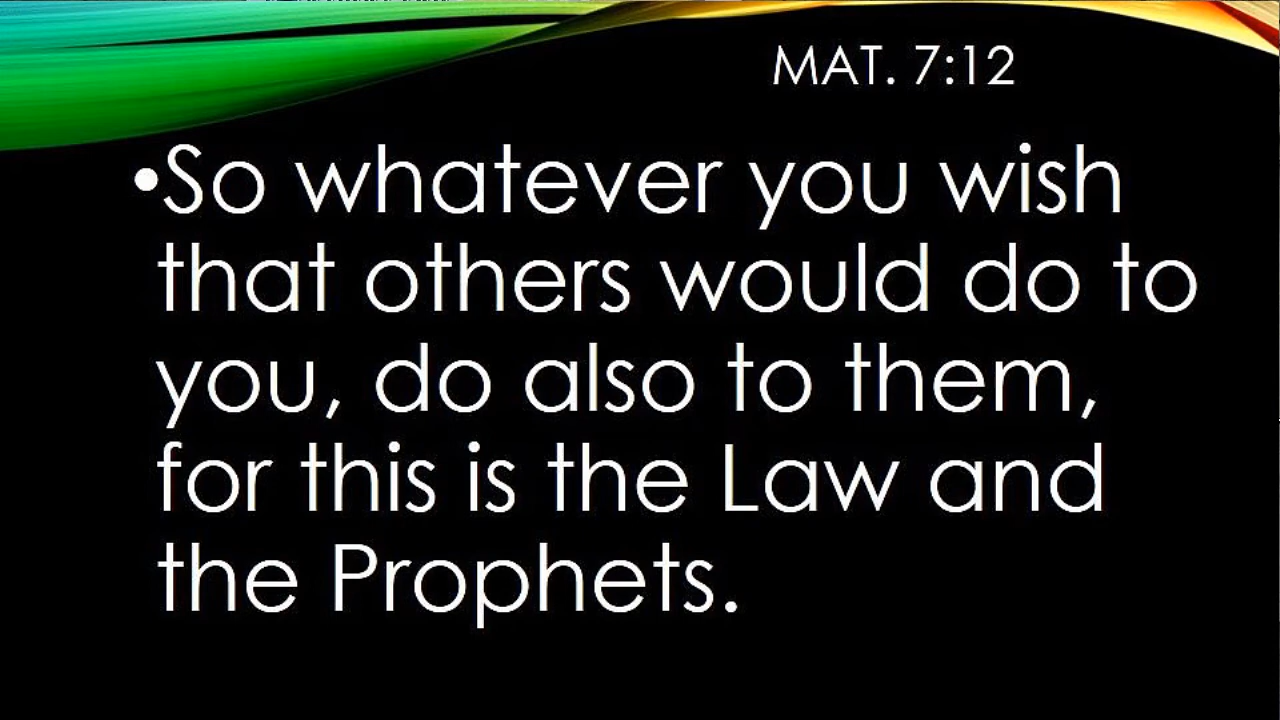 MAT. 7:12
•So whatever you wish
that others would do to
you, do also to them,
for this is the Law and
the Prophets.